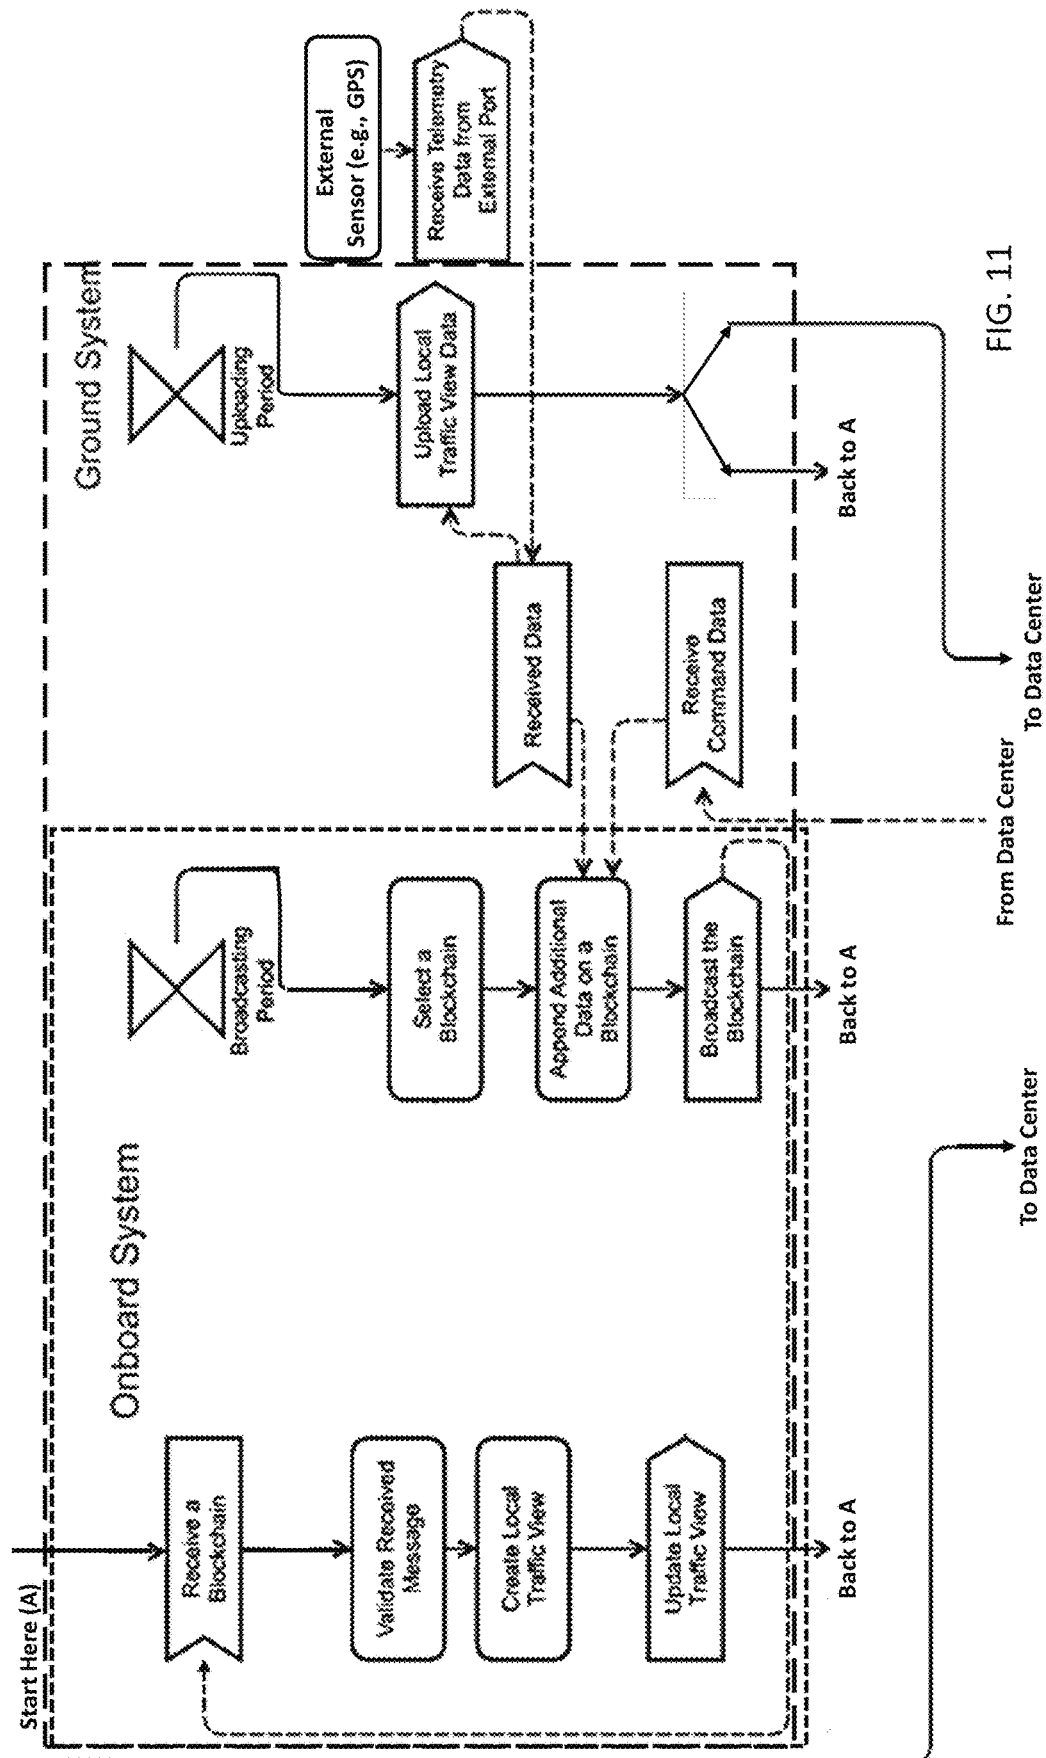 Start Here (A)
Onboard System
Ground System
Receive a
Blockchain
Validate Received
Message
Create Local
Traffic View
Update Local
Traffic View
Back to A
Broadcasting
Period
Select a
Blockchain
Append Additional
Data on a
Blockchain
Broadcast the
Blockchain
Back to A
Received Data
Receive
Command Data
Uploading
Period
Upload Local
Traffic View Data
Back to A
External
Sensor (e.g., GPS)
Receive Telemetry
Data from
External Port
To Data Center
From Data Center
To Data Center
FIG. 11